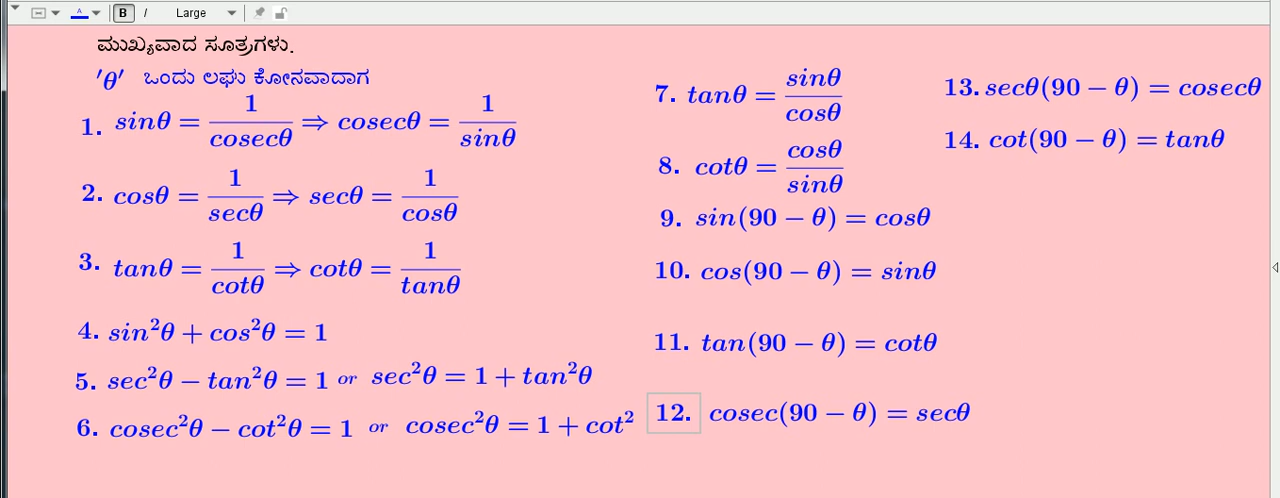 B I Large
ಮುಖ್ಯವಾದ ಸೂತ್ರಗಳು.
'θ' ಒಂದು ಲಘು ಕೋನವಾದಾಗ
1. sinθ = 1/cosecθ ⇒ cosecθ = 1/sinθ
2. cosθ = 1/secθ ⇒ secθ = 1/cosθ
3. tanθ = 1/cotθ ⇒ cotθ = 1/tanθ
4. sin²θ + cos²θ = 1
5. sec²θ − tan²θ = 1 or sec²θ = 1 + tan²θ
6. cosec²θ − cot²θ = 1 or cosec²θ = 1 + cot²
7. tanθ = sinθ/cosθ
8. cotθ = cosθ/sinθ
9. sin(90 − θ) = cosθ
10. cos(90 − θ) = sinθ
11. tan(90 − θ) = cotθ
12. cosec(90 − θ) = secθ
13. secθ(90 − θ) = cosecθ
14. cot(90 − θ) = tanθ